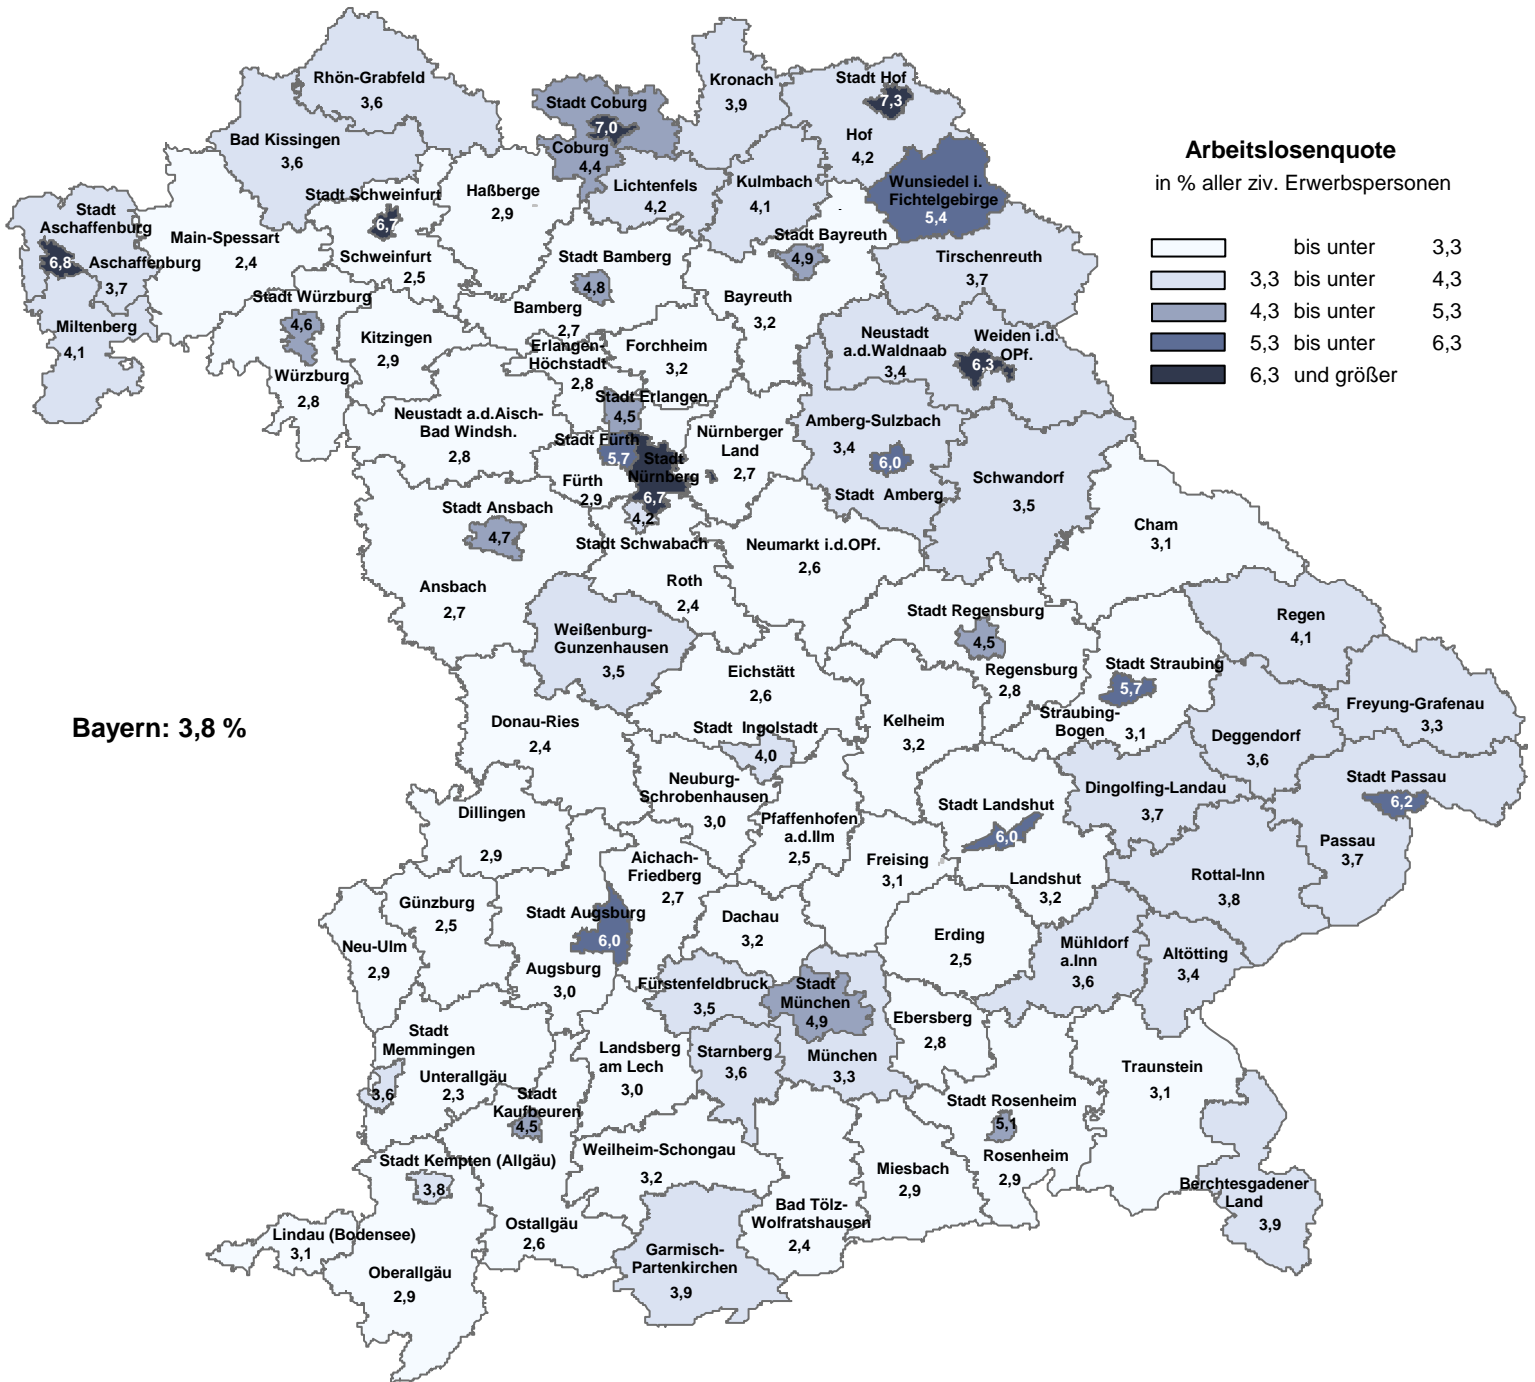 Rhön-Grabfeld
3,6
Bad Kissingen
3,6
Stadt Coburg
7,0
Coburg
4,4
Kronach
3,9
Stadt Hof
7,3
Hof
4,2
Wunsiedel i.
Fichtelgebirge
5,4
Lichtenfels
4,2
Kulmbach
4,1
Haßberge
2,9
Stadt Schweinfurt
6,7
Schweinfurt
2,5
Stadt
Aschaffenburg
6,8
Aschaffenburg
3,7
Main-Spessart
2,4
Miltenberg
4,1
Stadt Würzburg
4,6
Würzburg
2,8
Kitzingen
2,9
Stadt Bamberg
4,8
Bamberg
2,7
Stadt Bayreuth
4,9
Bayreuth
3,2
Tirschenreuth
3,7
Neustadt
a.d.Waldnaab
3,4
Weiden i.d.
OPf.
6,3
Erlangen-
Höchstadt
2,8
Forchheim
3,2
Stadt Erlangen
4,5
Neustadt a.d.Aisch-
Bad Windsh.
2,8
Stadt Fürth
5,7
Stadt
Nürnberg
6,7
Fürth
2,9
Nürnberger
Land
2,7
Amberg-Sulzbach
3,4
6,0
Stadt Amberg
Schwandorf
3,5
Cham
3,1
Stadt Ansbach
4,7
Ansbach
2,7
4,2
Stadt Schwabach
Roth
2,4
Neumarkt i.d.OPf.
2,6
Weißenburg-
Gunzenhausen
3,5
Stadt Regensburg
4,5
Regensburg
2,8
Regen
4,1
Stadt Straubing
5,7
Straubing-
Bogen
3,1
Freyung-Grafenau
3,3
Deggendorf
3,6
Eichstätt
2,6
Stadt Ingolstadt
4,0
Kelheim
3,2
Donau-Ries
2,4
Neuburg-
Schrobenhausen
3,0
Pfaffenhofen
a.d.Ilm
2,5
Dingolfing-Landau
3,7
Stadt Passau
6,2
Passau
3,7
Stadt Landshut
6,0
Landshut
3,2
Rottal-Inn
3,8
Dillingen
2,9
Aichach-
Friedberg
2,7
Freising
3,1
Günzburg
2,5
Stadt Augsburg
6,0
Augsburg
3,0
Dachau
3,2
Erding
2,5
Mühldorf
a.Inn
3,6
Altötting
3,4
Neu-Ulm
2,9
Fürstenfeldbruck
3,5
Stadt
München
4,9
München
3,3
Ebersberg
2,8
Stadt
Memmingen
3,6
Unterallgäu
2,3
Landsberg
am Lech
3,0
Starnberg
3,6
Traunstein
3,1
Stadt
Kaufbeuren
4,5
Stadt Rosenheim
5,1
Rosenheim
2,9
Stadt Kempten (Allgäu)
3,8
Weilheim-Schongau
3,2
Miesbach
2,9
Berchtesgadener
Land
3,9
Bad Tölz-
Wolfratshausen
2,4
Lindau (Bodensee)
3,1
Ostallgäu
2,6
Oberallgäu
2,9
Garmisch-
Partenkirchen
3,9
Bayern: 3,8 %
Arbeitslosenquote
in % aller ziv. Erwerbspersonen
bis unter 3,3
3,3 bis unter 4,3
4,3 bis unter 5,3
5,3 bis unter 6,3
6,3 und größer